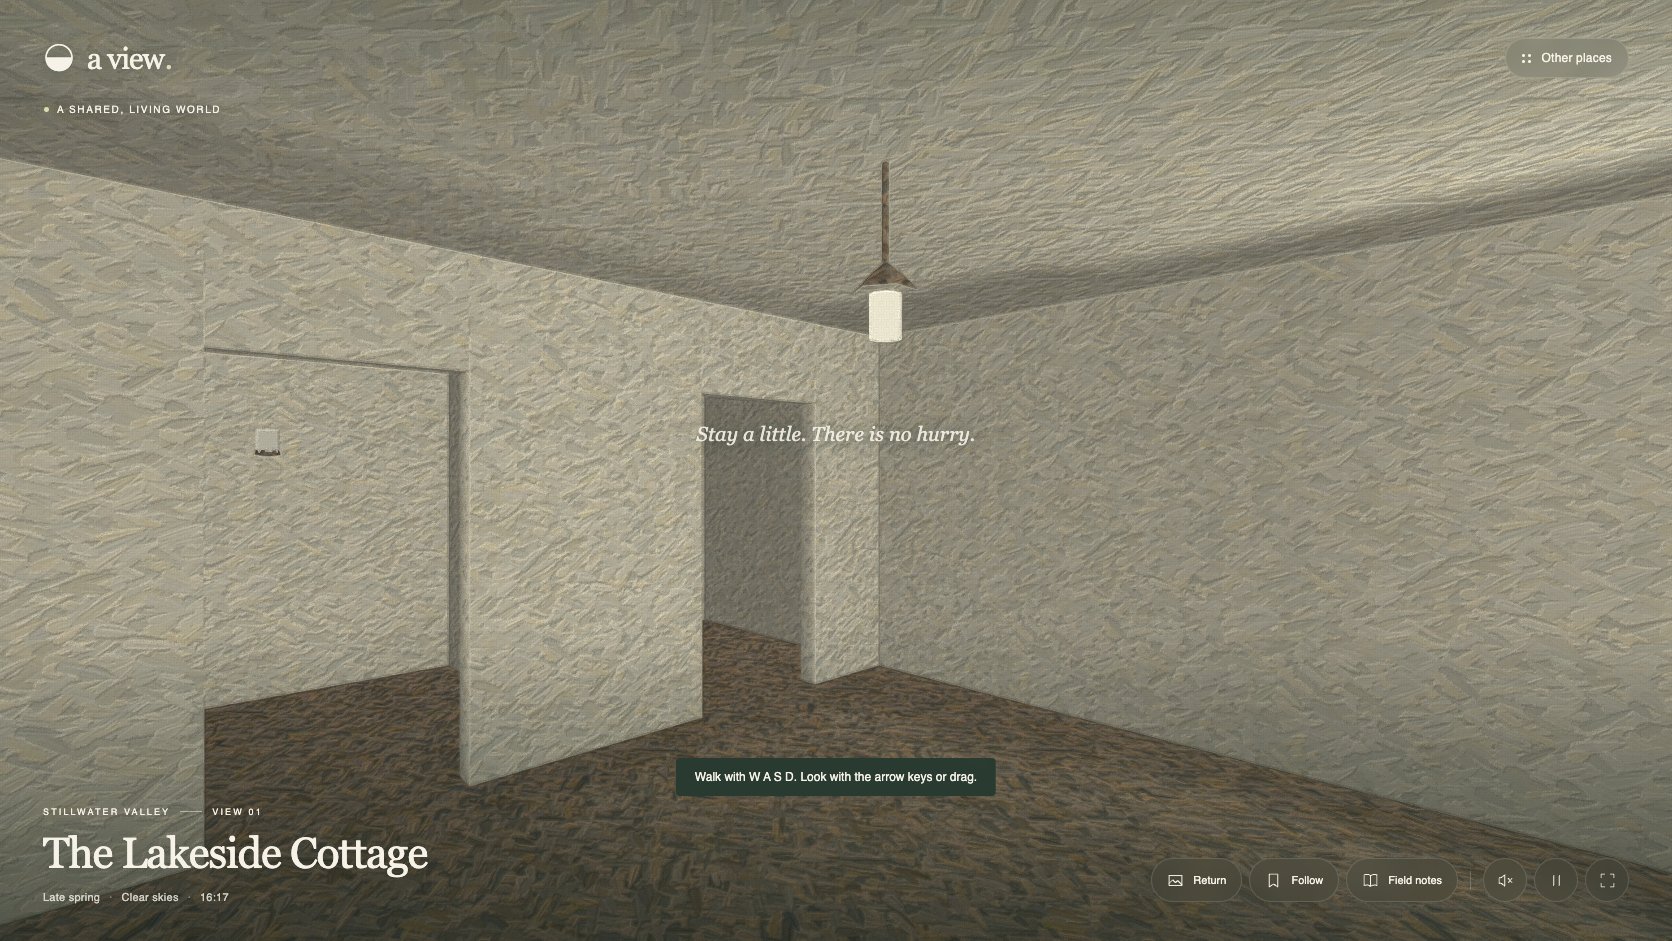 a view.
Other places
A SHARED, LIVING WORLD
Stay a little. There is no hurry.
Walk with W A S D. Look with the arrow keys or drag.
STILLWATER VALLEY — VIEW 01
The Lakeside Cottage
Late spring · Clear skies · 16:17
Return
Follow
Field notes